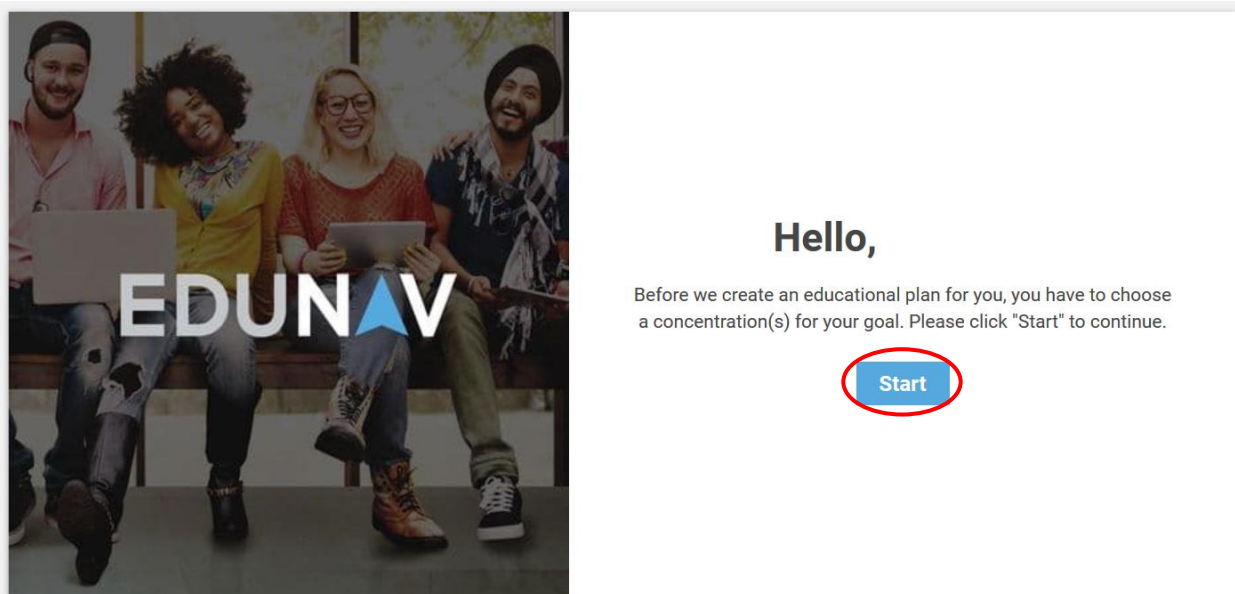 EDUNAV
Hello,
Before we create an educational plan for you, you have to choose
a concentration(s) for your goal. Please click "Start" to continue.
Start